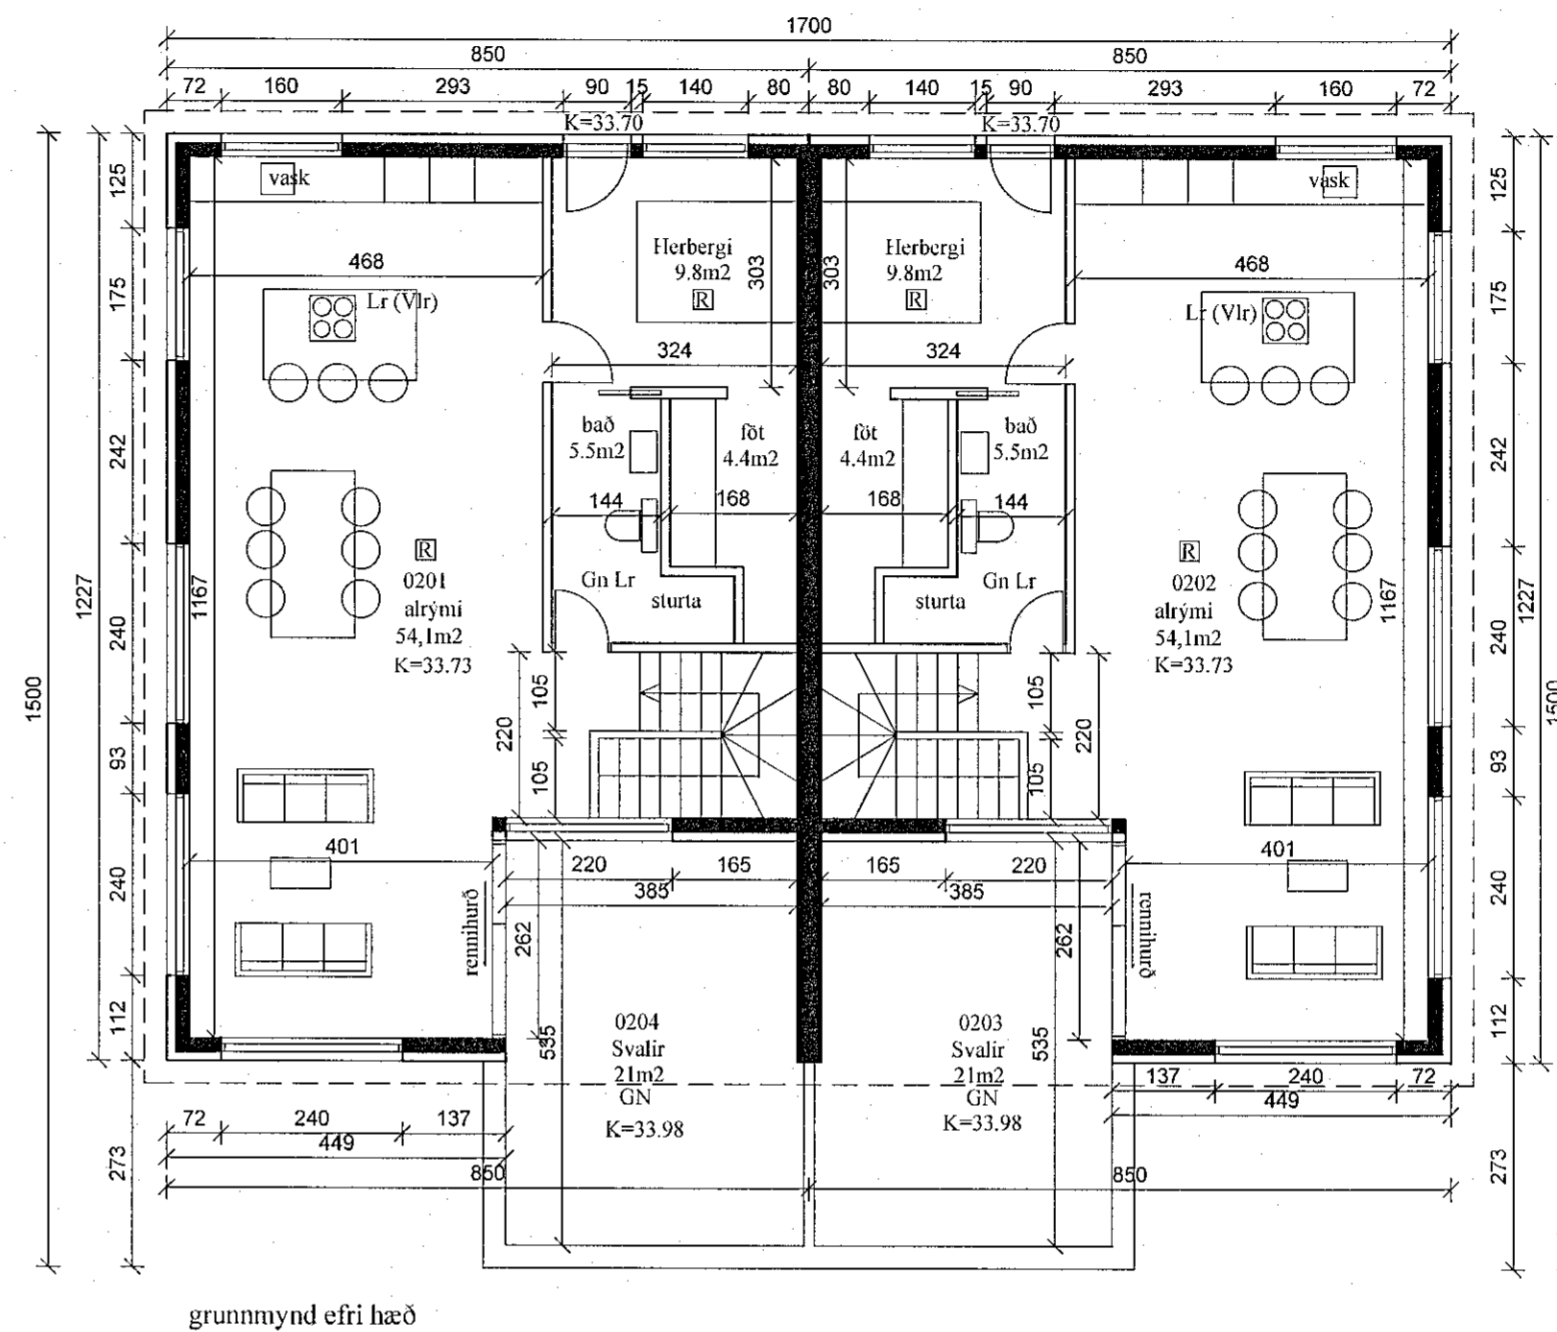 1700
850
850
72 160 293 90 15 140 80 80 140 15 90 293 160 72
K=33.70
K=33.70
vask
vask
125
125
Herbergi
9.8m2
R
303
303
Herbergi
9.8m2
R
468
468
175
175
Lr (Vlr)
Lr (Vlr)
324
324
bað
5.5m2
föt
4.4m2
föt
4.4m2
bað
5.5m2
242
242
144
168
168
144
R
0201
alrými
54,1m2
K=33.73
Gn Lr
sturta
sturta
Gn Lr
R
0202
alrými
54,1m2
K=33.73
1227
1167
1167
1227
240
240
1500
1500
220
105
105
105
105
220
93
93
401
401
220
165
165
220
385
385
240
240
rennihurð
262
262
rennihurð
535
535
112
112
0204
Svalir
21m2
GN
K=33.98
0203
Svalir
21m2
GN
K=33.98
137 240 72
449
72 240 137
449
273
273
850
850
grunnmynd efri hæð